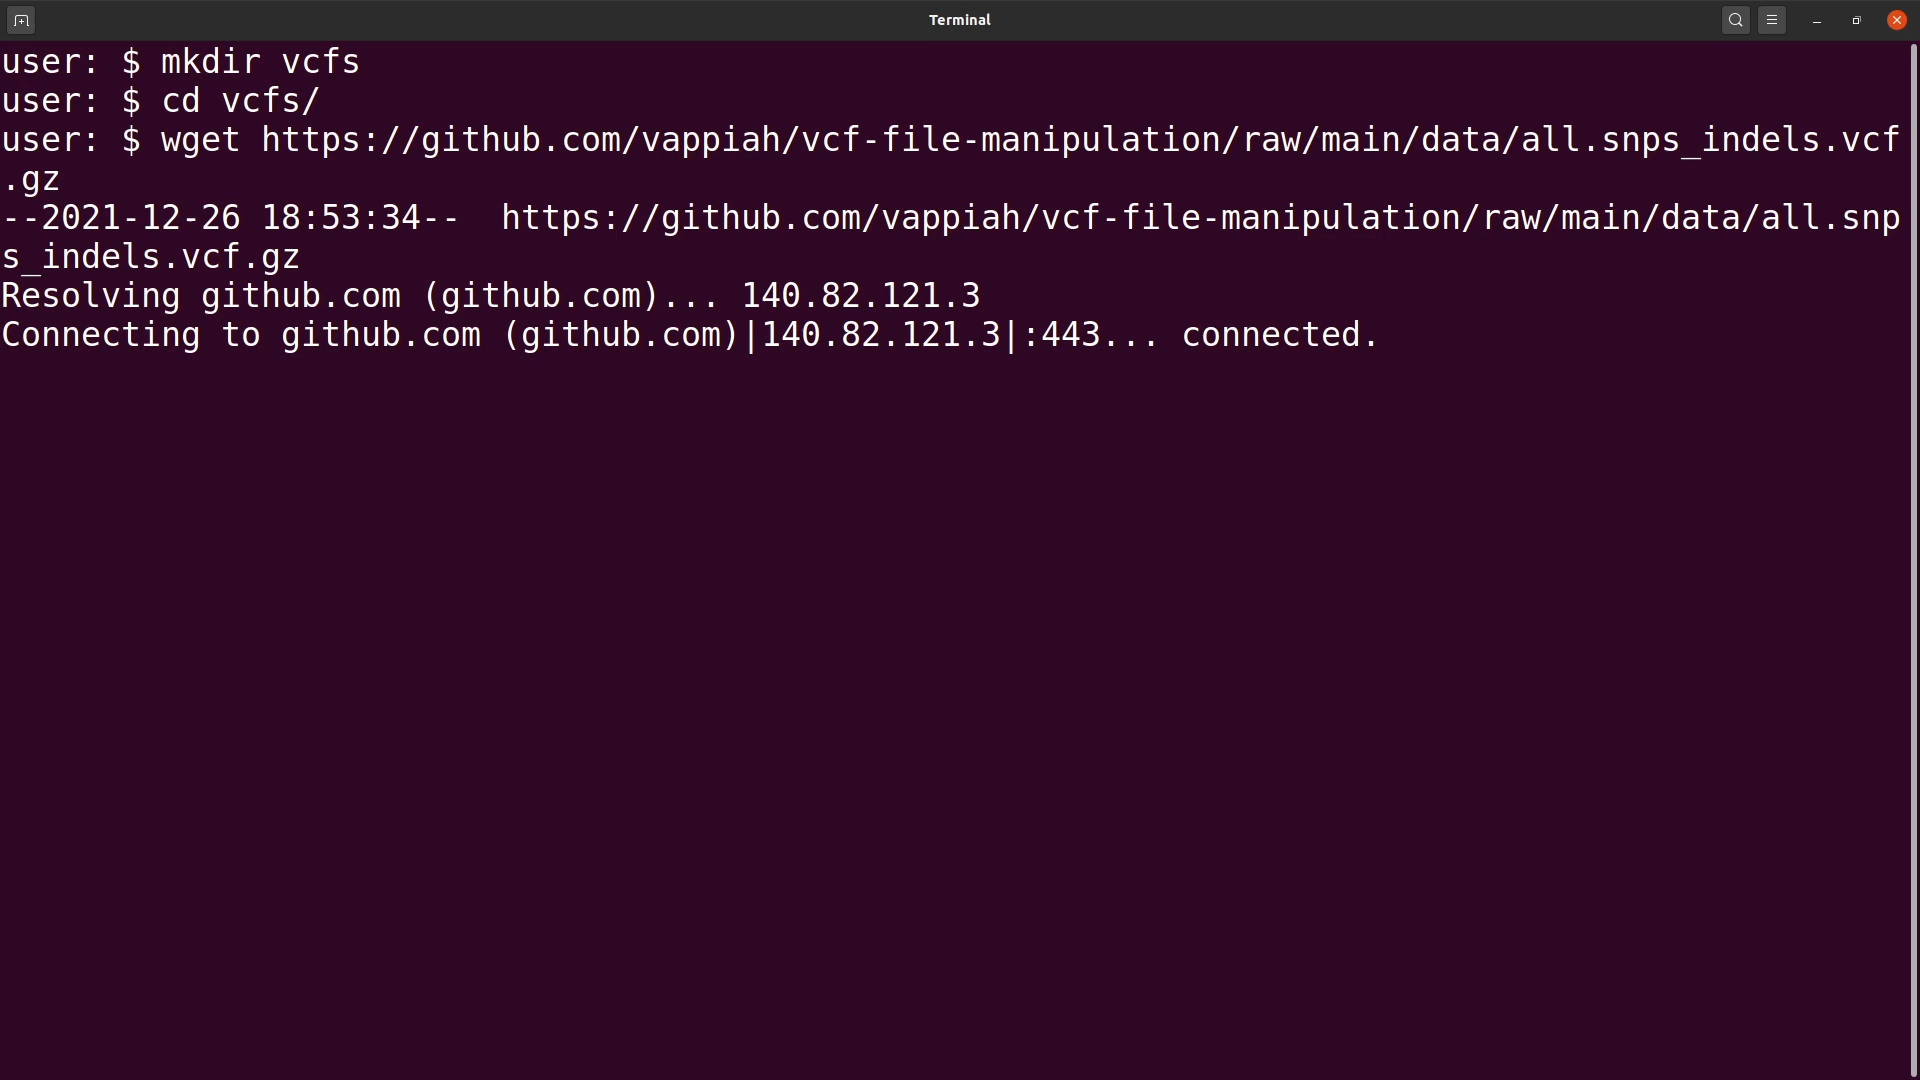 Terminal
user: $ mkdir vcfs
user: $ cd vcfs/
user: $ wget https://github.com/vappiah/vcf-file-manipulation/raw/main/data/all.snps_indels.vcf
.gz
--2021-12-26 18:53:34--  https://github.com/vappiah/vcf-file-manipulation/raw/main/data/all.snp
s_indels.vcf.gz
Resolving github.com (github.com)... 140.82.121.3
Connecting to github.com (github.com)|140.82.121.3|:443... connected.